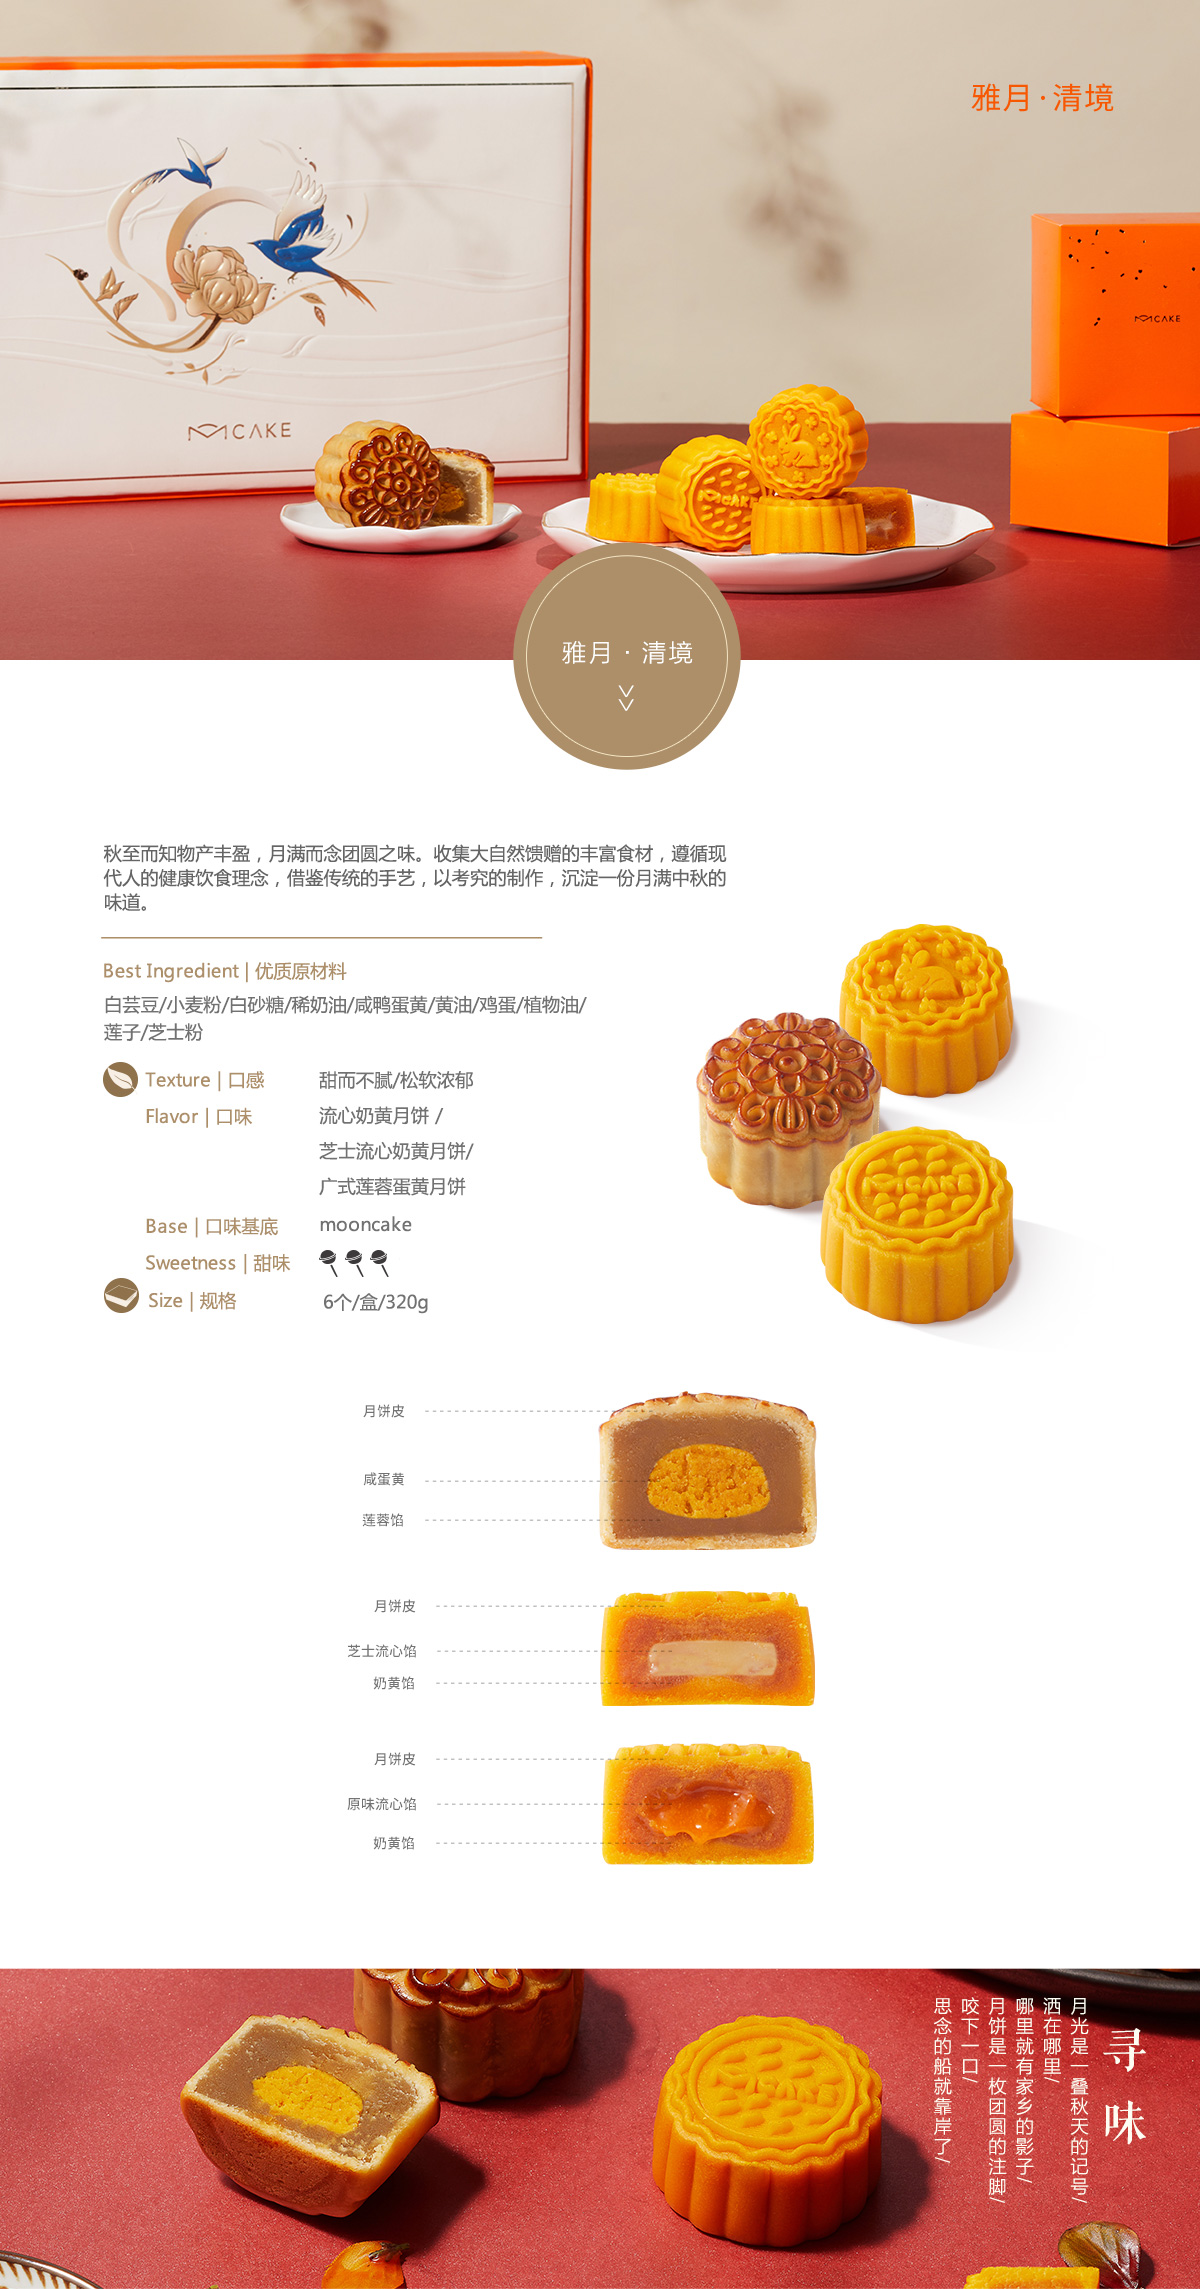 雅月·清境
MCAKE
MCAKE
MCAKE
雅月·清境
秋至而知物产丰盈，月满而念团圆之味。收集大自然馈赠的丰富食材，遵循现
代人的健康饮食理念，借鉴传统的手艺，以考究的制作，沉淀一份月满中秋的
味道。
Best Ingredient | 优质原材料
白芸豆/小麦粉/白砂糖/稀奶油/咸鸭蛋黄/黄油/鸡蛋/植物油/
莲子/芝士粉
Texture | 口感 甜而不腻/松软浓郁
Flavor | 口味 流心奶黄月饼 /
芝士流心奶黄月饼/
广式莲蓉蛋黄月饼
Base | 口味基底 mooncake
Sweetness | 甜味
Size | 规格 6个/盒/320g
MCAKE
月饼皮
咸蛋黄
莲蓉馅
月饼皮
芝士流心馅
奶黄馅
月饼皮
原味流心馅
奶黄馅
寻味
月光是一叠秋天的记号/
洒在哪里/
哪里就有家乡的影子/
月饼是一枚团圆的注脚/
咬下一口/
思念的船就靠岸了/
MCAKE